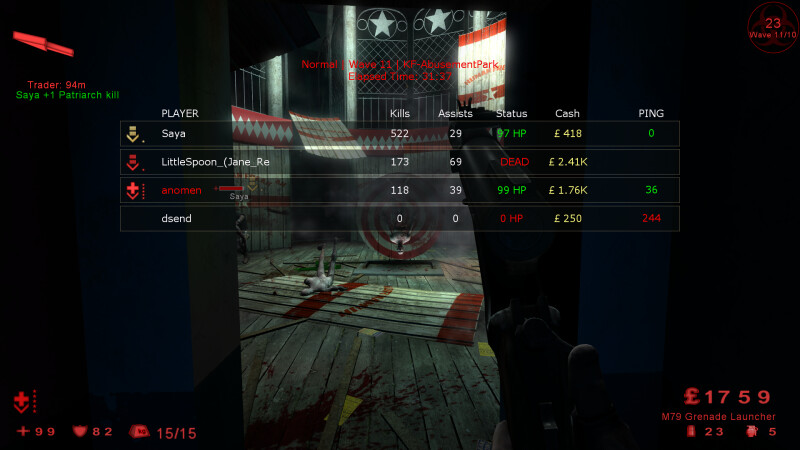 23
Wave 11/10
Normal | Wave 11 | KF-AbusementPark
Elapsed Time: 31:27
Trader: 94m
Saya +1 Patriarch kill
PLAYER Kills Assists Status Cash PING
Saya 522 29 97 HP £ 418 0
LittleSpoon_(Jane_Re 173 69 DEAD £ 2.41K
anomen 118 39 99 HP £ 1.76K 36
Saya
dsend 0 0 0 HP £ 250 244
£1759
M79 Grenade Launcher
99 82 15/15 23 5